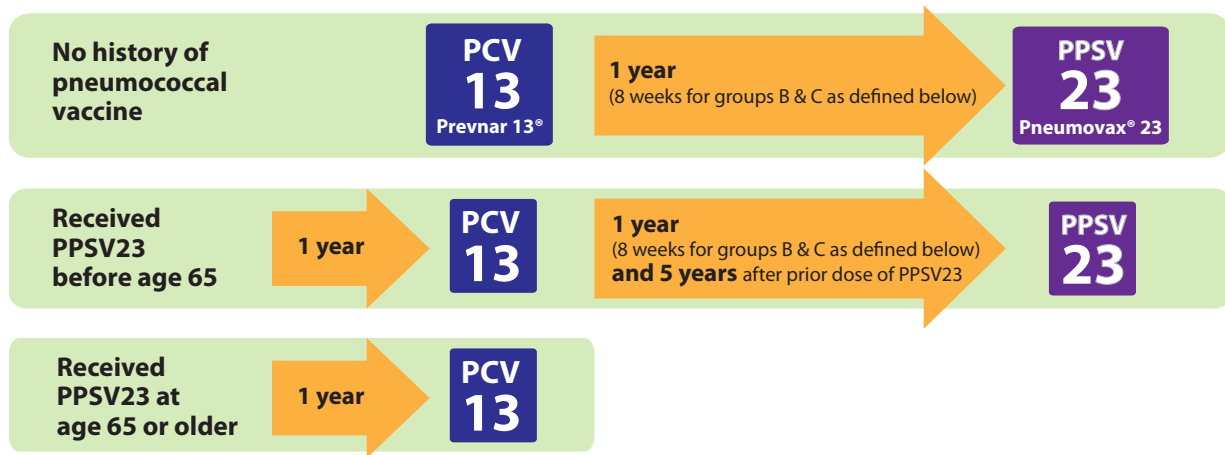 No history of
pneumococcal
vaccine
PCV
13
Prevnar 13®
1 year
(8 weeks for groups B & C as defined below)
PPSV
23
Pneumovax® 23
Received
PPSV23
before age 65
1 year
PCV
13
1 year
(8 weeks for groups B & C as defined below)
and 5 years after prior dose of PPSV23
PPSV
23
Received
PPSV23 at
age 65 or older
1 year
PCV
13